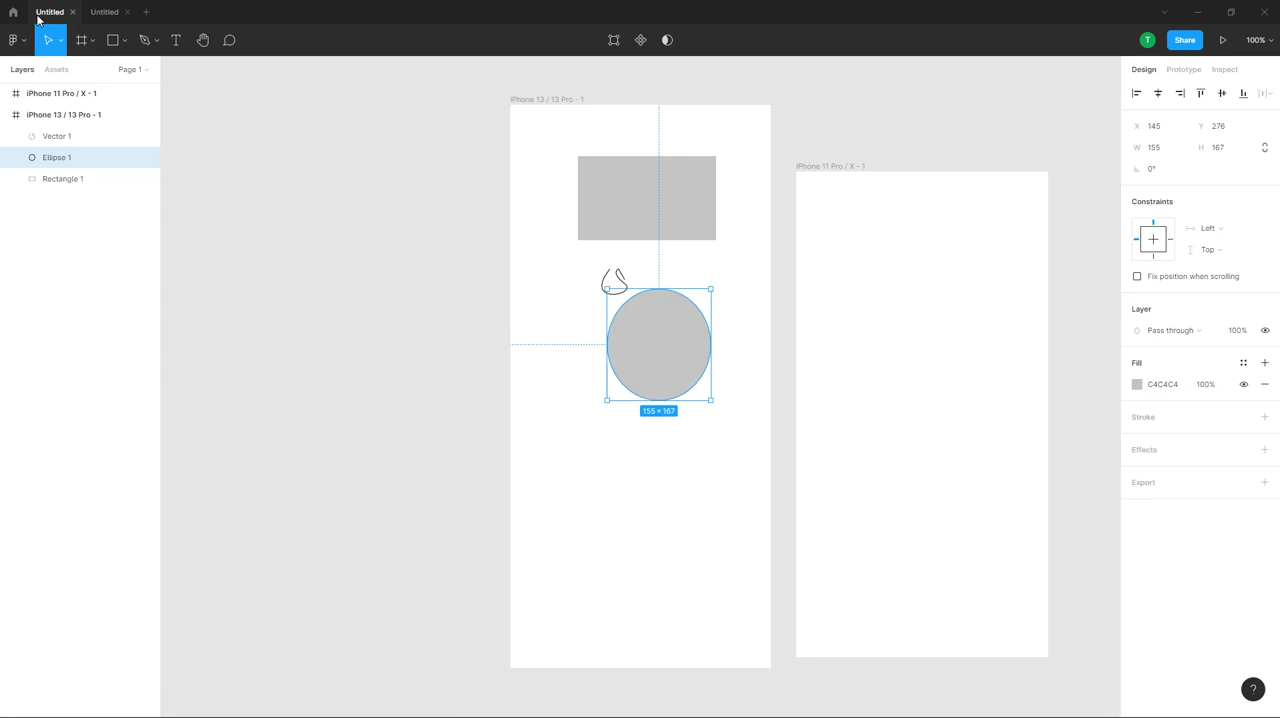 Untitled Untitled
T Share 100%
Layers Assets Page 1
iPhone 11 Pro / X - 1
iPhone 13 / 13 Pro - 1
Vector 1
Ellipse 1
Rectangle 1
iPhone 13 / 13 Pro - 1
155 × 167
iPhone 11 Pro / X - 1
Design Prototype Inspect
X 145 Y 276
W 155 H 167
0°
Constraints
Left
Top
Fix position when scrolling
Layer
Pass through 100%
Fill
C4C4C4 100%
Stroke
Effects
Export
?